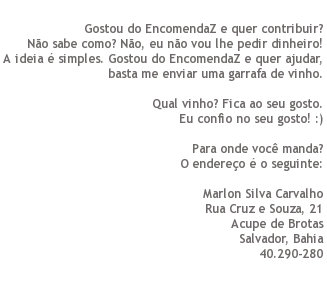 Gostou do EncomendaZ e quer contribuir?
Não sabe como? Não, eu não vou lhe pedir dinheiro!
A ideia é simples. Gostou do EncomendaZ e quer ajudar,
basta me enviar uma garrafa de vinho.
Qual vinho? Fica ao seu gosto.
Eu confio no seu gosto! :)
Para onde você manda?
O endereço é o seguinte:
Marlon Silva Carvalho
Rua Cruz e Souza, 21
Acupe de Brotas
Salvador, Bahia
40.290-280